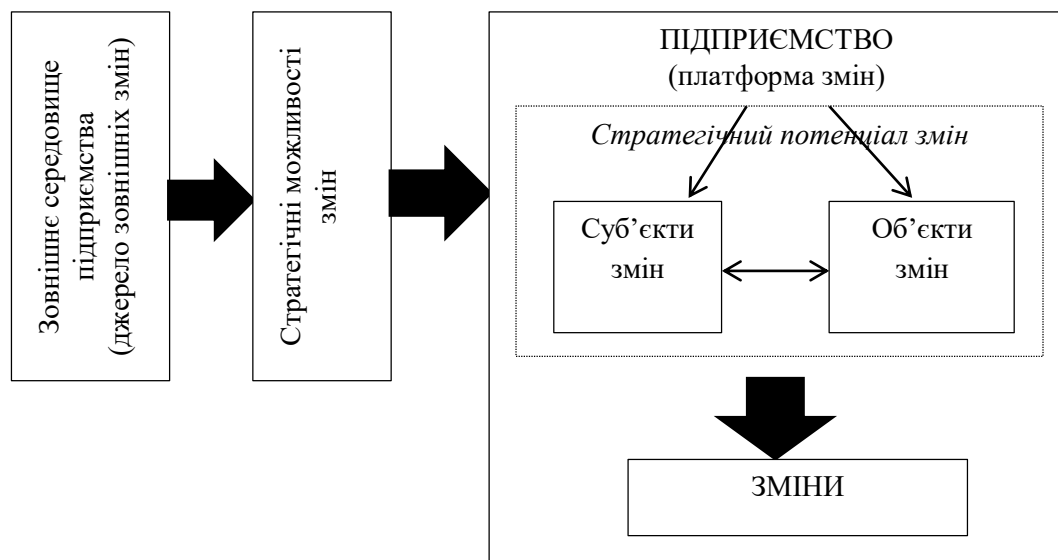 Зовнішнє середовище
підприємства
(джерело зовнішніх змін)
Стратегічні можливості
змін
ПІДПРИЄМСТВО
(платформа змін)
Стратегічний потенціал змін
Суб’єкти
змін
Об’єкти
змін
ЗМІНИ